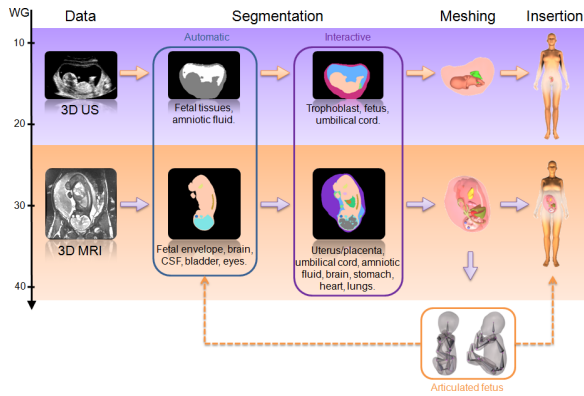 WG
Data
Segmentation
Meshing
Insertion
Automatic
Interactive
10
3D US
Fetal tissues,
amniotic fluid.
Trophoblast, fetus,
umbilical cord.
20
30
3D MRI
Fetal envelope, brain,
CSF, bladder, eyes.
Uterus/placenta,
umbilical cord, amniotic
fluid, brain, stomach,
heart, lungs.
40
Articulated fetus